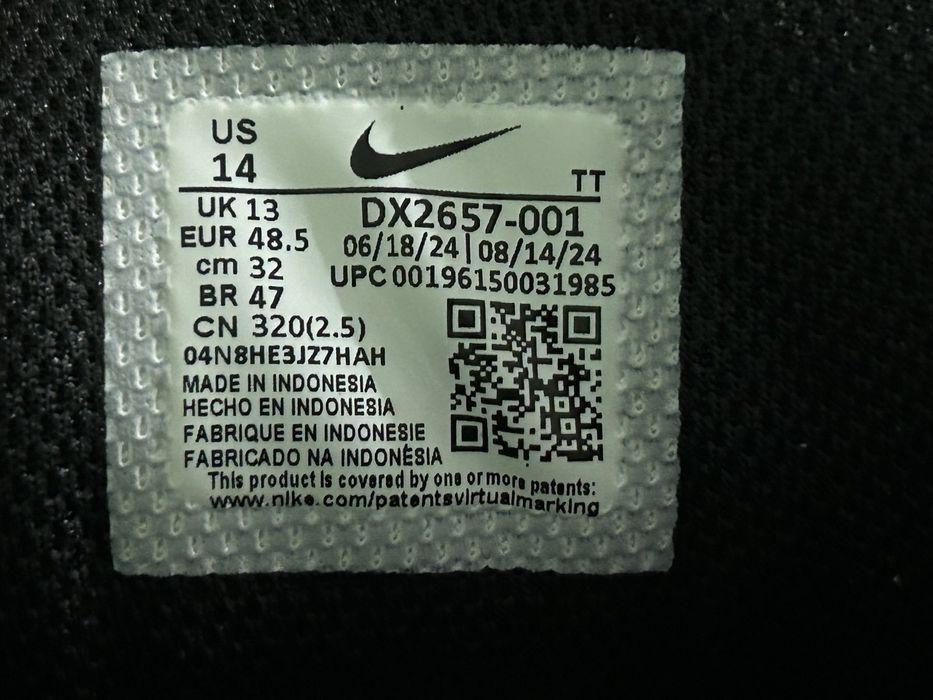 US
14
TT
UK 13
DX2657-001
EUR 48.5
06/18/24|08/14/24
cm 32
UPC 00196150031985
BR 47
CN 320(2.5)
04N8HE3JZ7HAH
MADE IN INDONESIA
HECHO EN INDONESIA
FABRIQUE EN INDONESIE
FABRICADO NA INDONÉSIA
This product is covered by one or more patents:
www.nike.com/patentsvirtualmarking